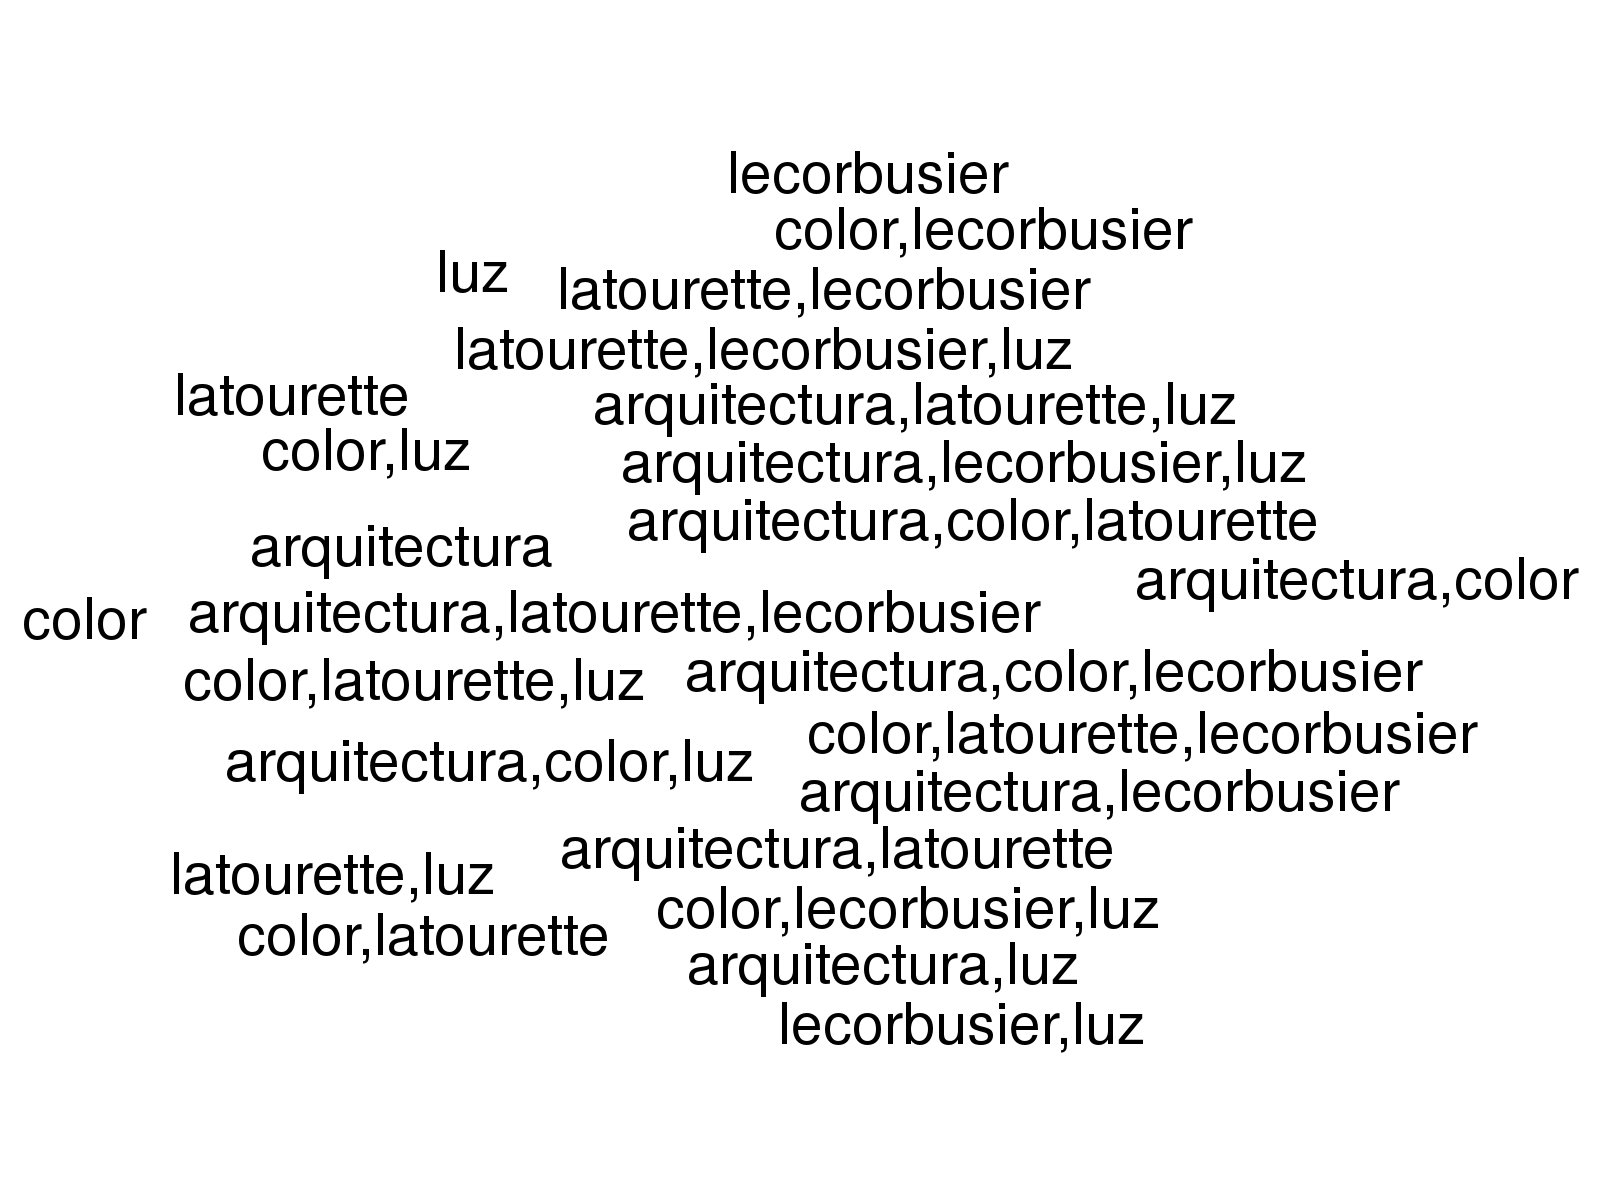 lecorbusier
color,lecorbusier
luz
latourette,lecorbusier
latourette,lecorbusier,luz
latourette
arquitectura,latourette,luz
color,luz
arquitectura,lecorbusier,luz
arquitectura,color,latourette
arquitectura
arquitectura,color
color
arquitectura,latourette,lecorbusier
color,latourette,luz
arquitectura,color,lecorbusier
color,latourette,lecorbusier
arquitectura,color,luz
arquitectura,lecorbusier
arquitectura,latourette
latourette,luz
color,lecorbusier,luz
color,latourette
arquitectura,luz
lecorbusier,luz